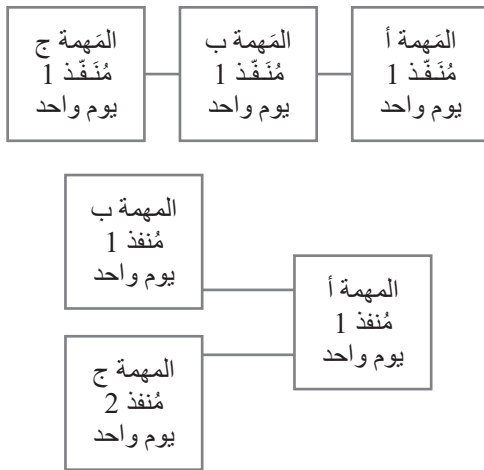 المَهمة أ
مُنَفّذ 1
يوم واحد
المَهمة ب
مُنَفّذ 1
يوم واحد
المَهمة ج
مُنَفّذ 1
يوم واحد
المهمة أ
مُنفذ 1
يوم واحد
المهمة ب
مُنفذ 1
يوم واحد
المهمة ج
مُنفذ 2
يوم واحد